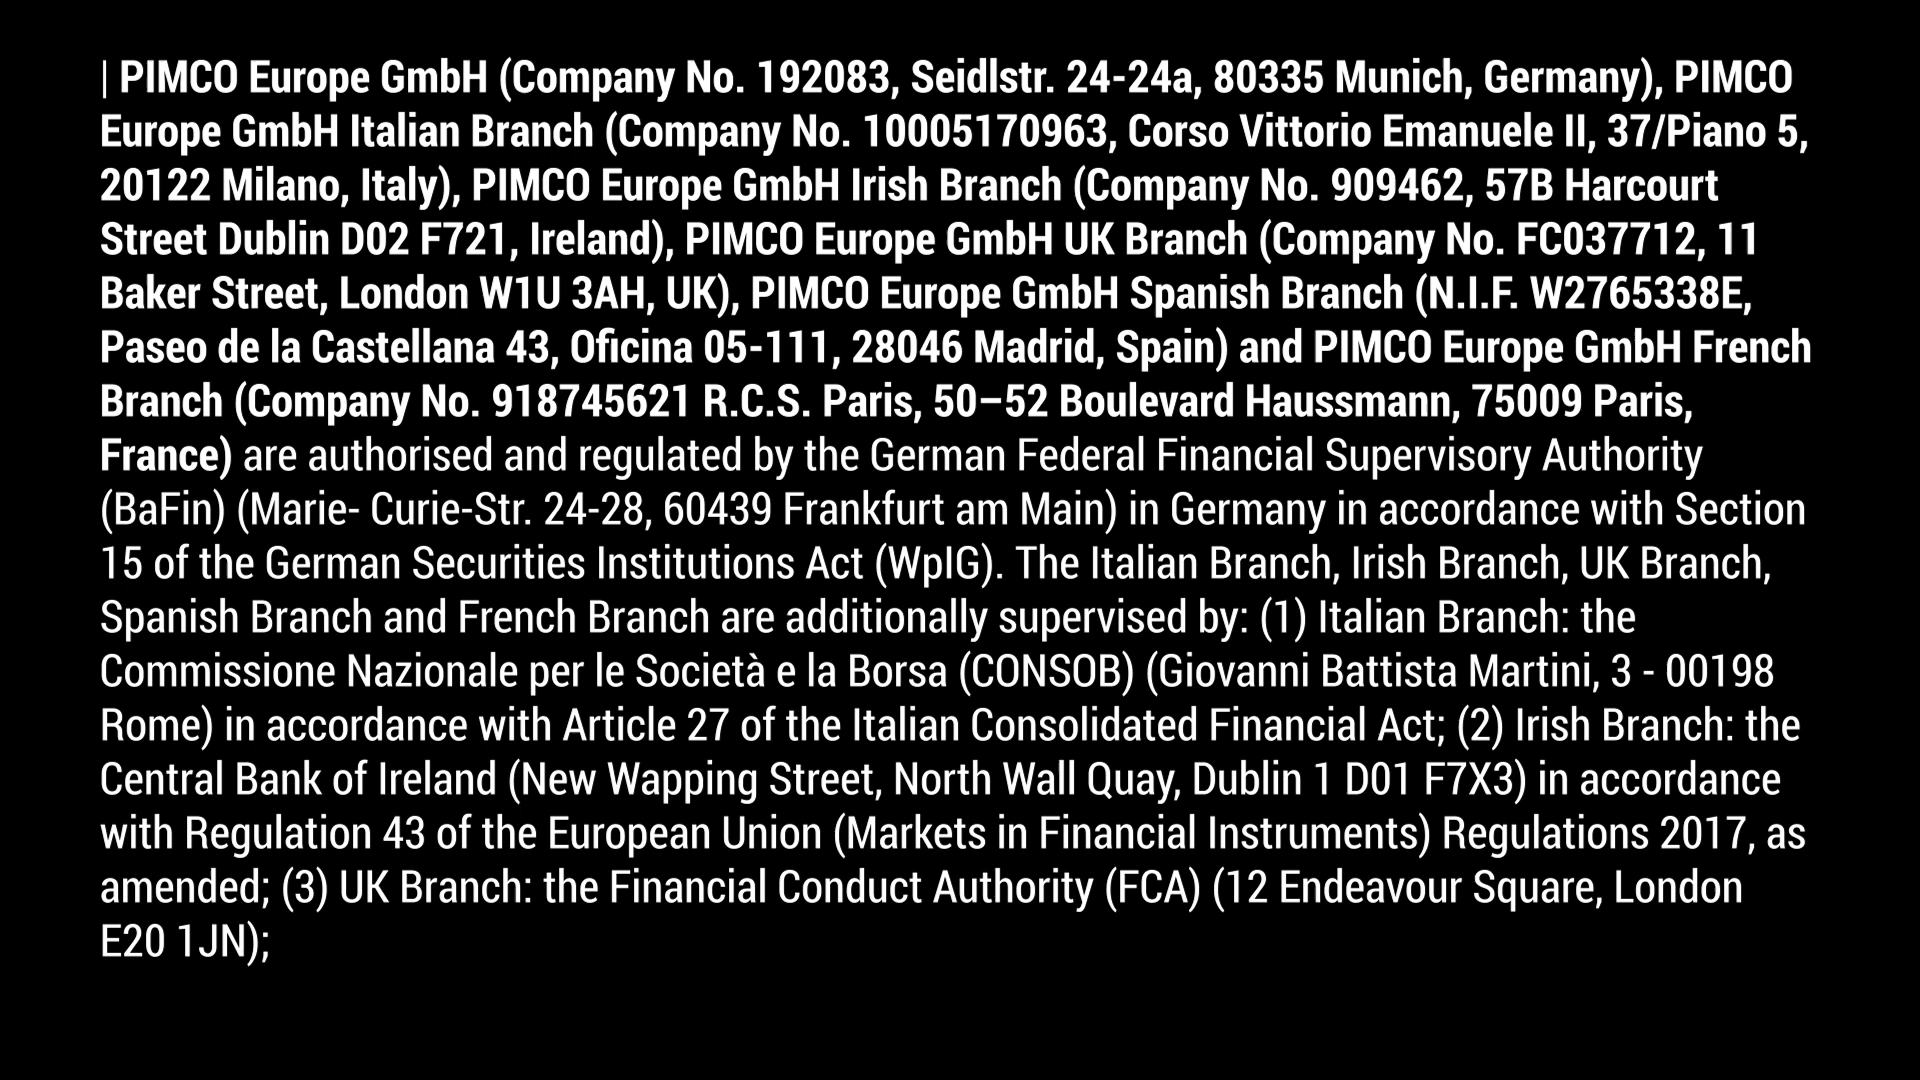 | PIMCO Europe GmbH (Company No. 192083, Seidlstr. 24-24a, 80335 Munich, Germany), PIMCO
Europe GmbH Italian Branch (Company No. 10005170963, Corso Vittorio Emanuele II, 37/Piano 5,
20122 Milano, Italy), PIMCO Europe GmbH Irish Branch (Company No. 909462, 57B Harcourt
Street Dublin D02 F721, Ireland), PIMCO Europe GmbH UK Branch (Company No. FC037712, 11
Baker Street, London W1U 3AH, UK), PIMCO Europe GmbH Spanish Branch (N.I.F. W2765338E,
Paseo de la Castellana 43, Oficina 05-111, 28046 Madrid, Spain) and PIMCO Europe GmbH French
Branch (Company No. 918745621 R.C.S. Paris, 50–52 Boulevard Haussmann, 75009 Paris,
France) are authorised and regulated by the German Federal Financial Supervisory Authority
(BaFin) (Marie- Curie-Str. 24-28, 60439 Frankfurt am Main) in Germany in accordance with Section
15 of the German Securities Institutions Act (WpIG). The Italian Branch, Irish Branch, UK Branch,
Spanish Branch and French Branch are additionally supervised by: (1) Italian Branch: the
Commissione Nazionale per le Società e la Borsa (CONSOB) (Giovanni Battista Martini, 3 - 00198
Rome) in accordance with Article 27 of the Italian Consolidated Financial Act; (2) Irish Branch: the
Central Bank of Ireland (New Wapping Street, North Wall Quay, Dublin 1 D01 F7X3) in accordance
with Regulation 43 of the European Union (Markets in Financial Instruments) Regulations 2017, as
amended; (3) UK Branch: the Financial Conduct Authority (FCA) (12 Endeavour Square, London
E20 1JN);